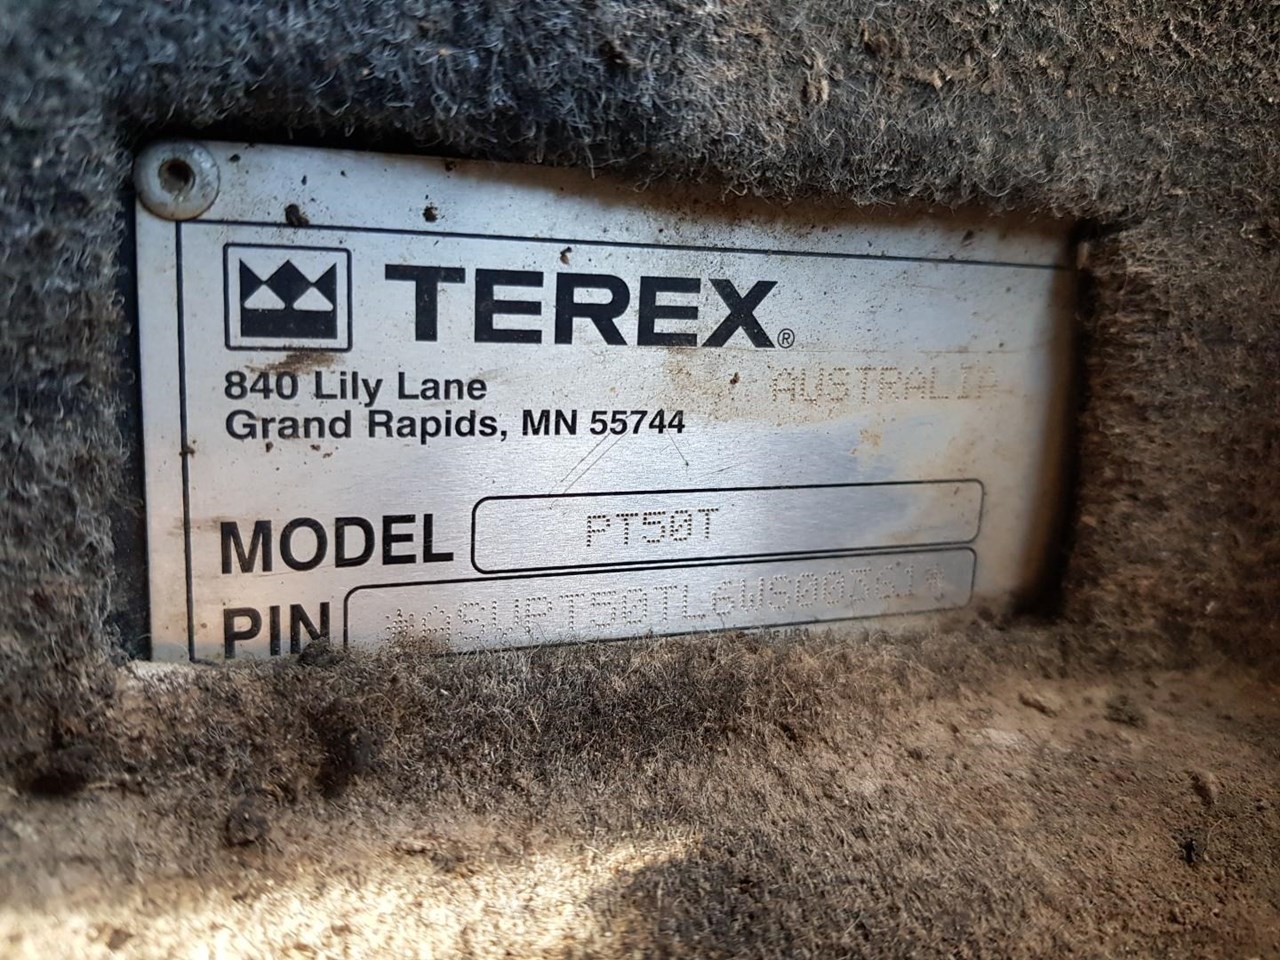 TEREX®
AUSTRALIA
840 Lily Lane
Grand Rapids, MN 55744
MODEL PT50T
PIN